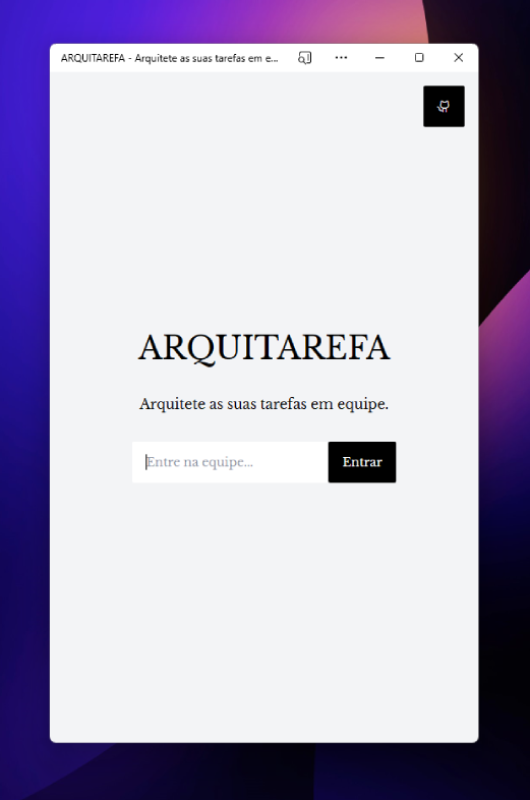 ARQUITAREFA - Arquitete as suas tarefas em e...
ARQUITAREFA
Arquitete as suas tarefas em equipe.
Entre na equipe...
Entrar